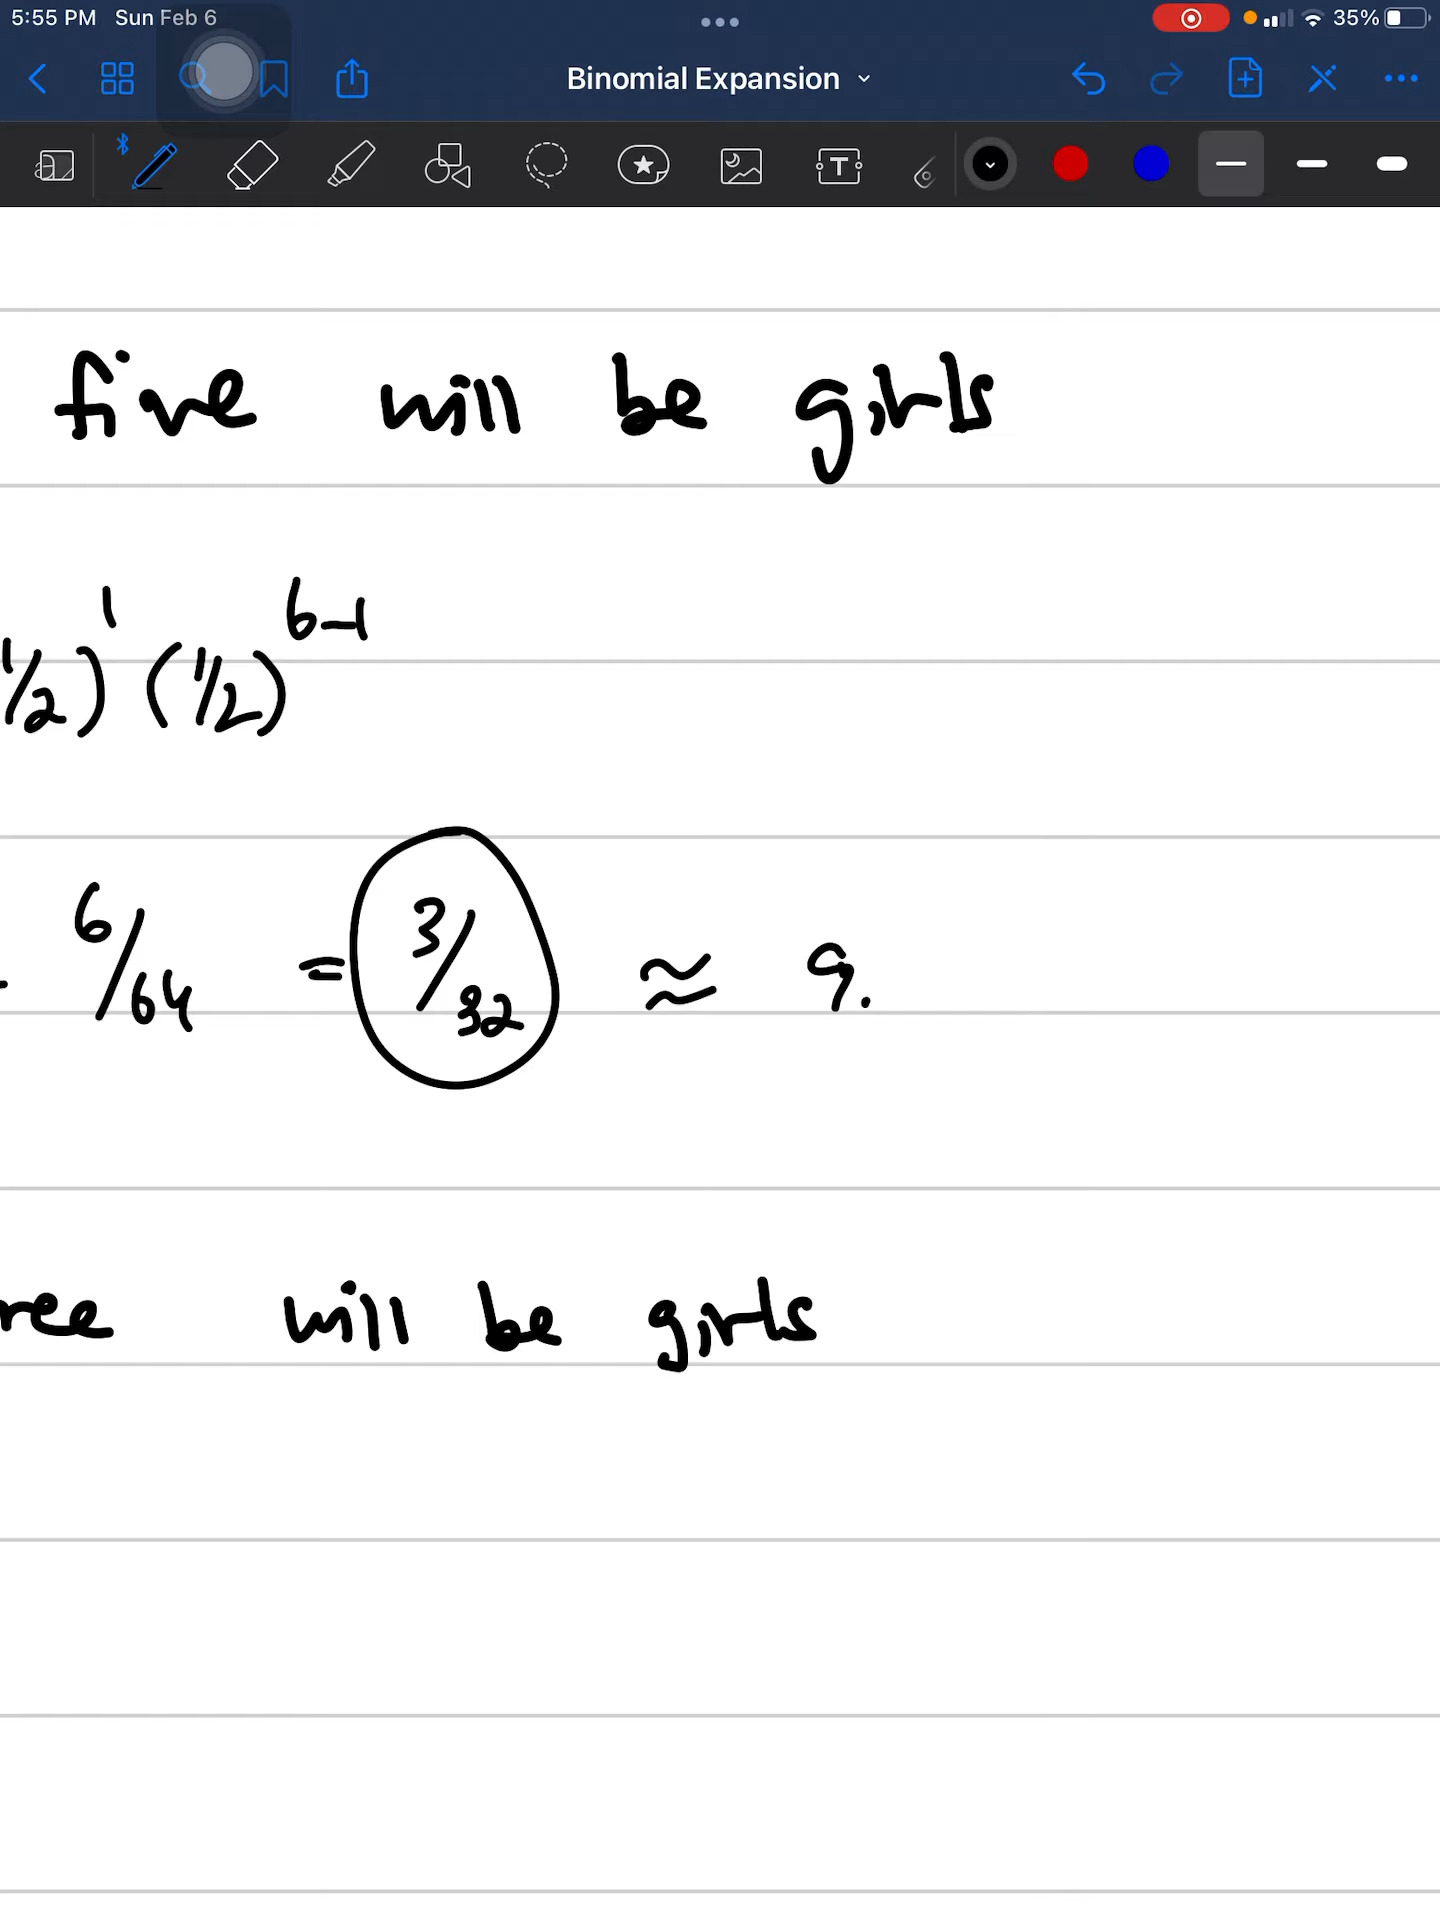 5:55 PM Sun Feb 6
35%
Binomial Expansion
T
five will be girls
1/2)¹ (1/2)⁶⁻¹
6/64 = 3/32 ≈ 9.
ree will be girls